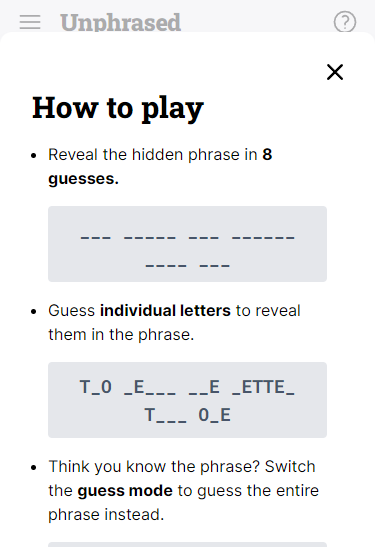 Unphrased
How to play
• Reveal the hidden phrase in 8
guesses.
___ _____ ___ ______
____ ___
• Guess individual letters to reveal
them in the phrase.
T_O _E___ __E _ETTE_
T___ O_E
• Think you know the phrase? Switch
the guess mode to guess the entire
phrase instead.